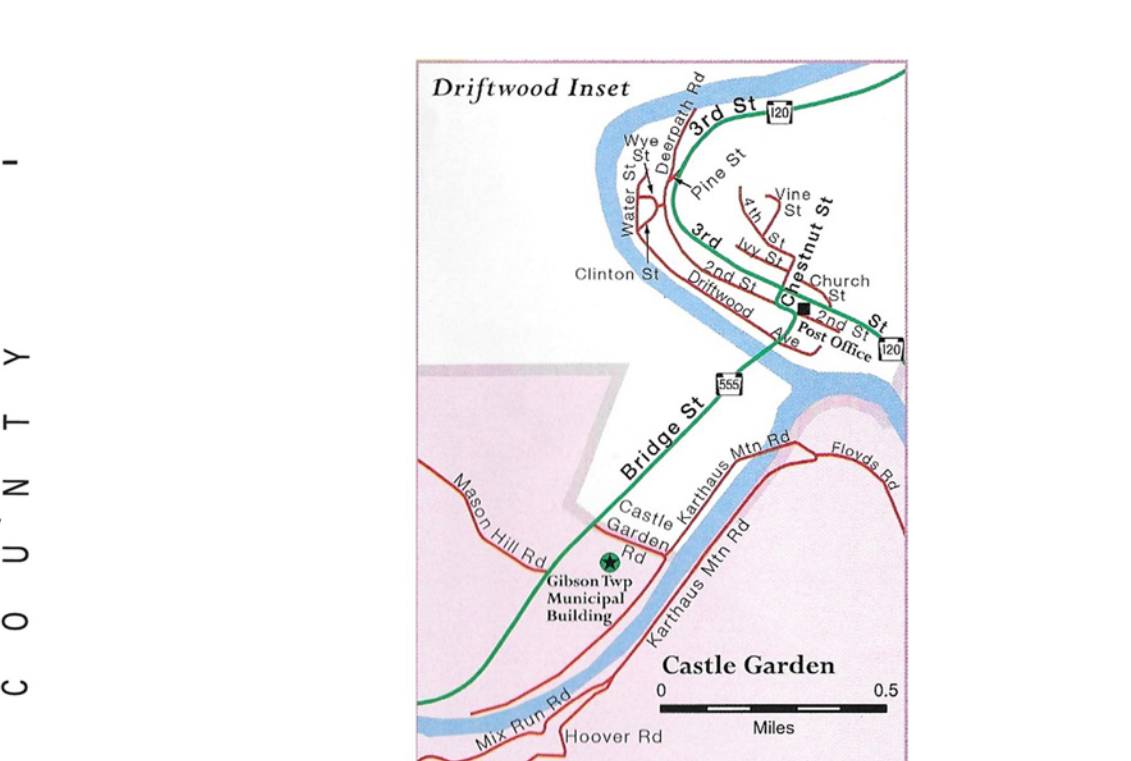 COUNTY
Driftwood Inset
Deerpath Rd
3rd St
120
Wye
St
Water St
Pine St
Vine
St
4th St
Chestnut St
3rd
Ivy St
Clinton St
2nd St
Driftwood
Ave
Church
St
2nd St
St
Post Office
120
555
Bridge St
Karthaus Mtn Rd
Floyds Rd
Mason Hill Rd
Castle
Garden
Rd
Gibson Twp
Municipal
Building
Karthaus Mtn Rd
Castle Garden
0 0.5
Miles
Mix Run Rd
Hoover Rd